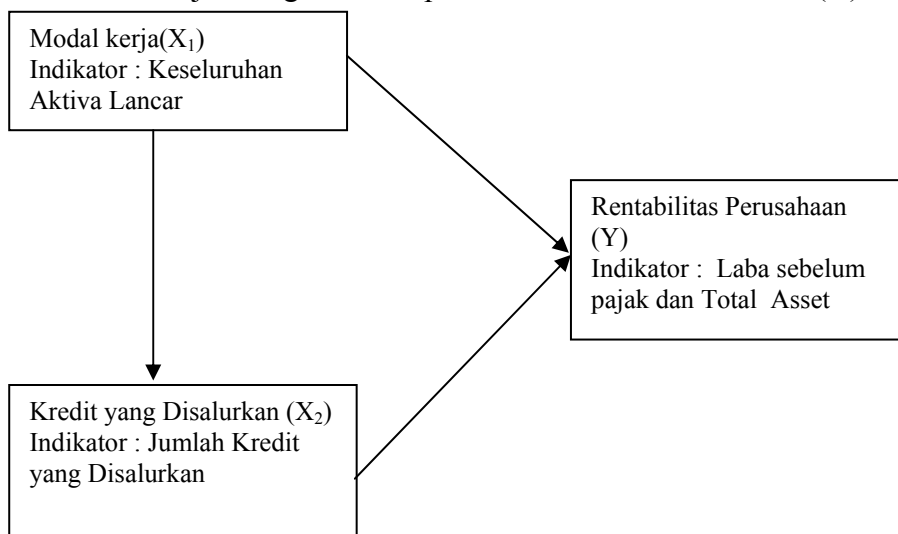 Modal kerja(X₁)
Indikator : Keseluruhan
Aktiva Lancar
Rentabilitas Perusahaan
(Y)
Indikator : Laba sebelum
pajak dan Total Asset
Kredit yang Disalurkan (X₂)
Indikator : Jumlah Kredit
yang Disalurkan